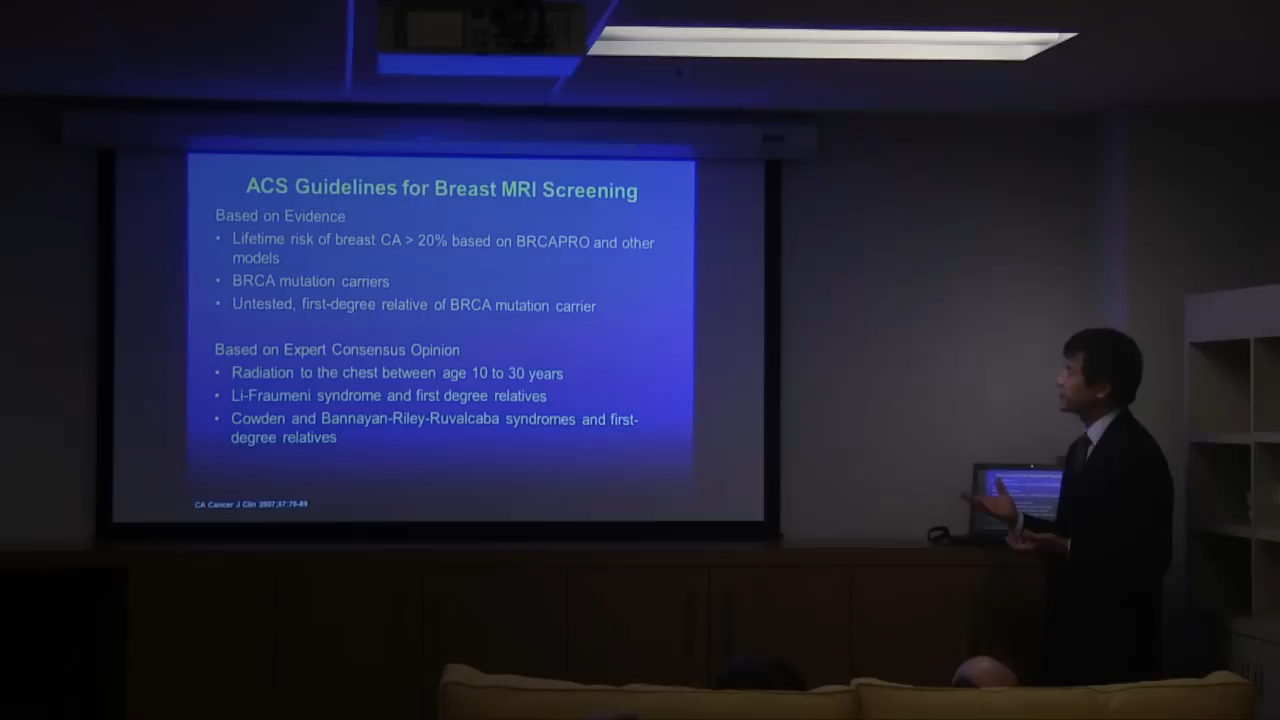 ACS Guidelines for Breast MRI Screening
Based on Evidence
• Lifetime risk of breast CA > 20% based on BRCAPRO and other
models
• BRCA mutation carriers
• Untested, first-degree relative of BRCA mutation carrier
Based on Expert Consensus Opinion
• Radiation to the chest between age 10 to 30 years
• Li-Fraumeni syndrome and first degree relatives
• Cowden and Bannayan-Riley-Ruvalcaba syndromes and first-
degree relatives
CA Cancer J Clin 2007;57:75-89